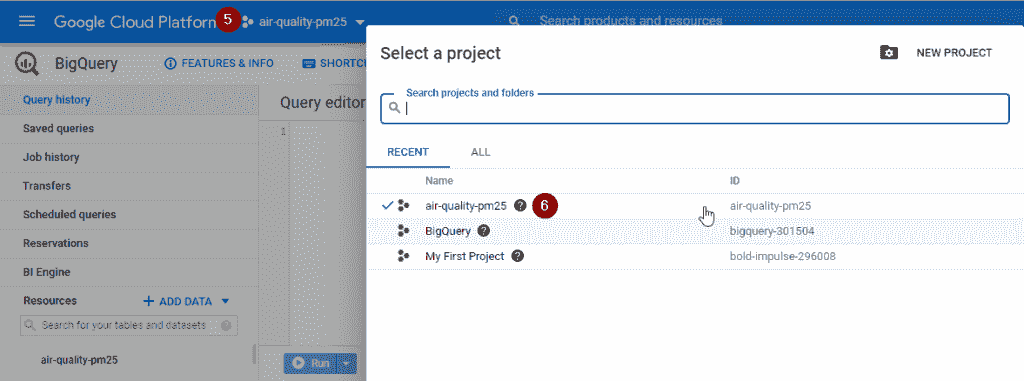 Google Cloud Platform 5 air-quality-pm25 Search products and resources
Select a project NEW PROJECT
BigQuery FEATURES & INFO
Search projects and folders
Query history Query editor
1
Saved queries
Job history RECENT ALL
Transfers Name ID
Scheduled queries air-quality-pm25 ? 6 air-quality-pm25
Reservations BigQuery ? bigquery-301504
BI Engine My First Project ? bold-impulse-296008
Resources + ADD DATA
Search for your tables and datasets ?
air-quality-pm25 Run